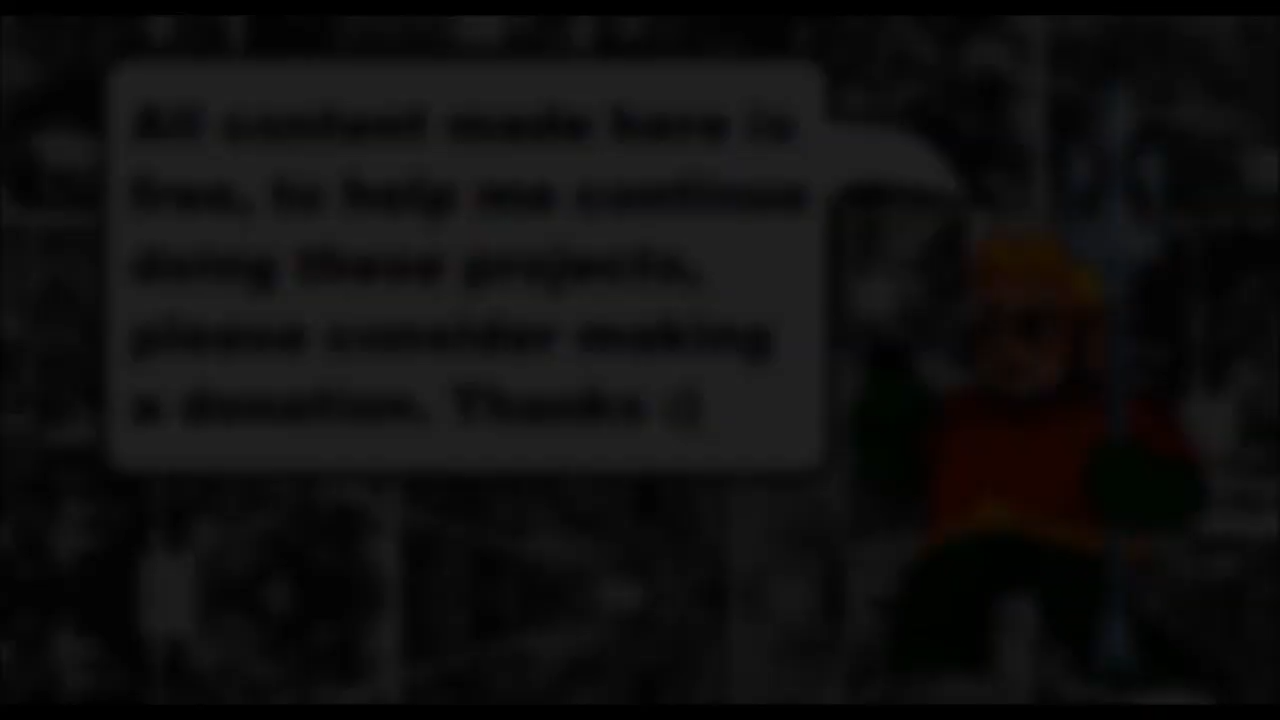 All content made here is
free, to help me continue
doing these projects,
please consider making
a donation. Thanks :)